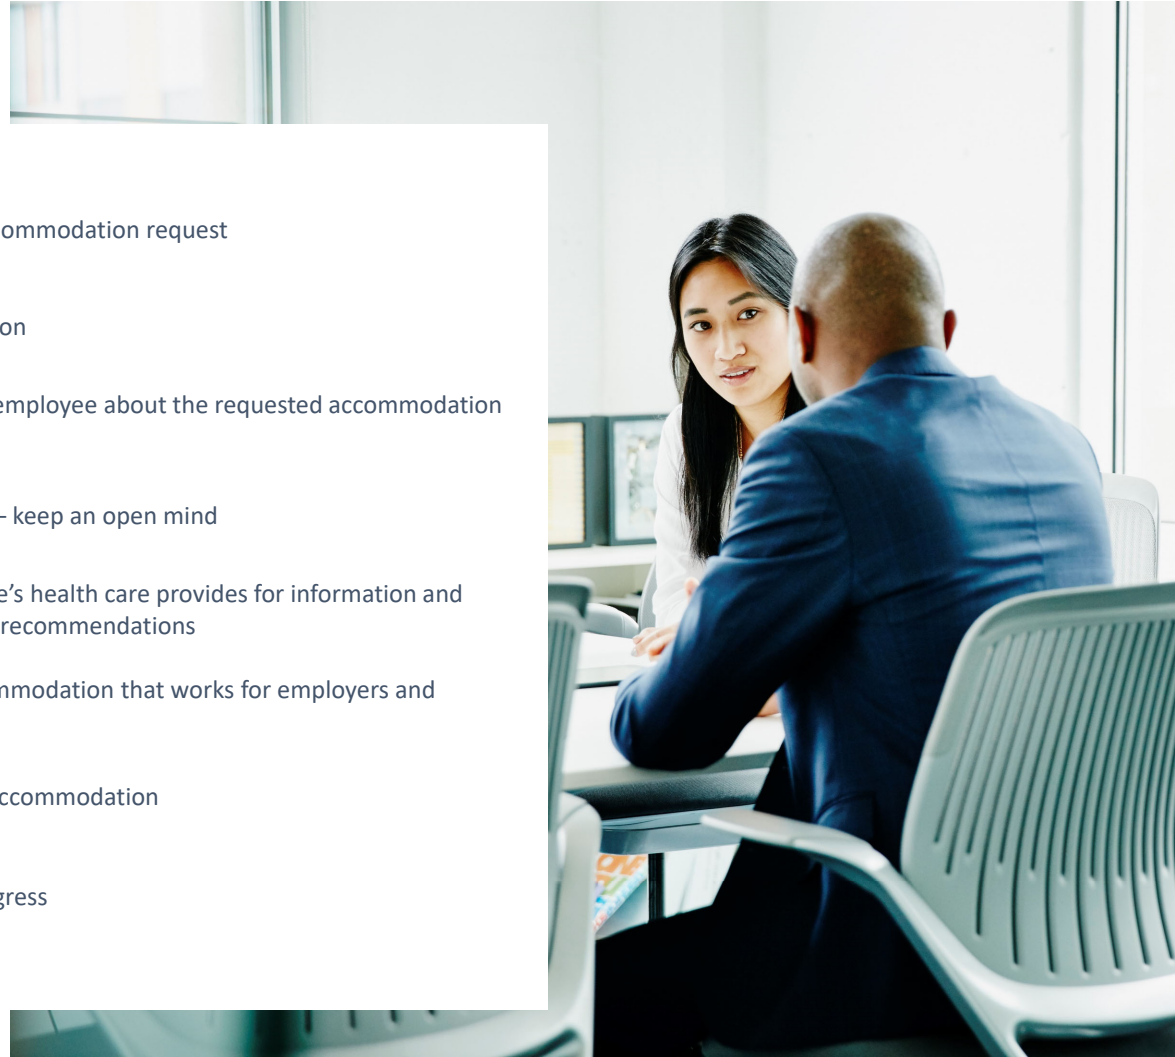 ommodation request
on
employee about the requested accommodation
– keep an open mind
e’s health care provides for information and
recommendations
mmodation that works for employers and
ccommodation
gress